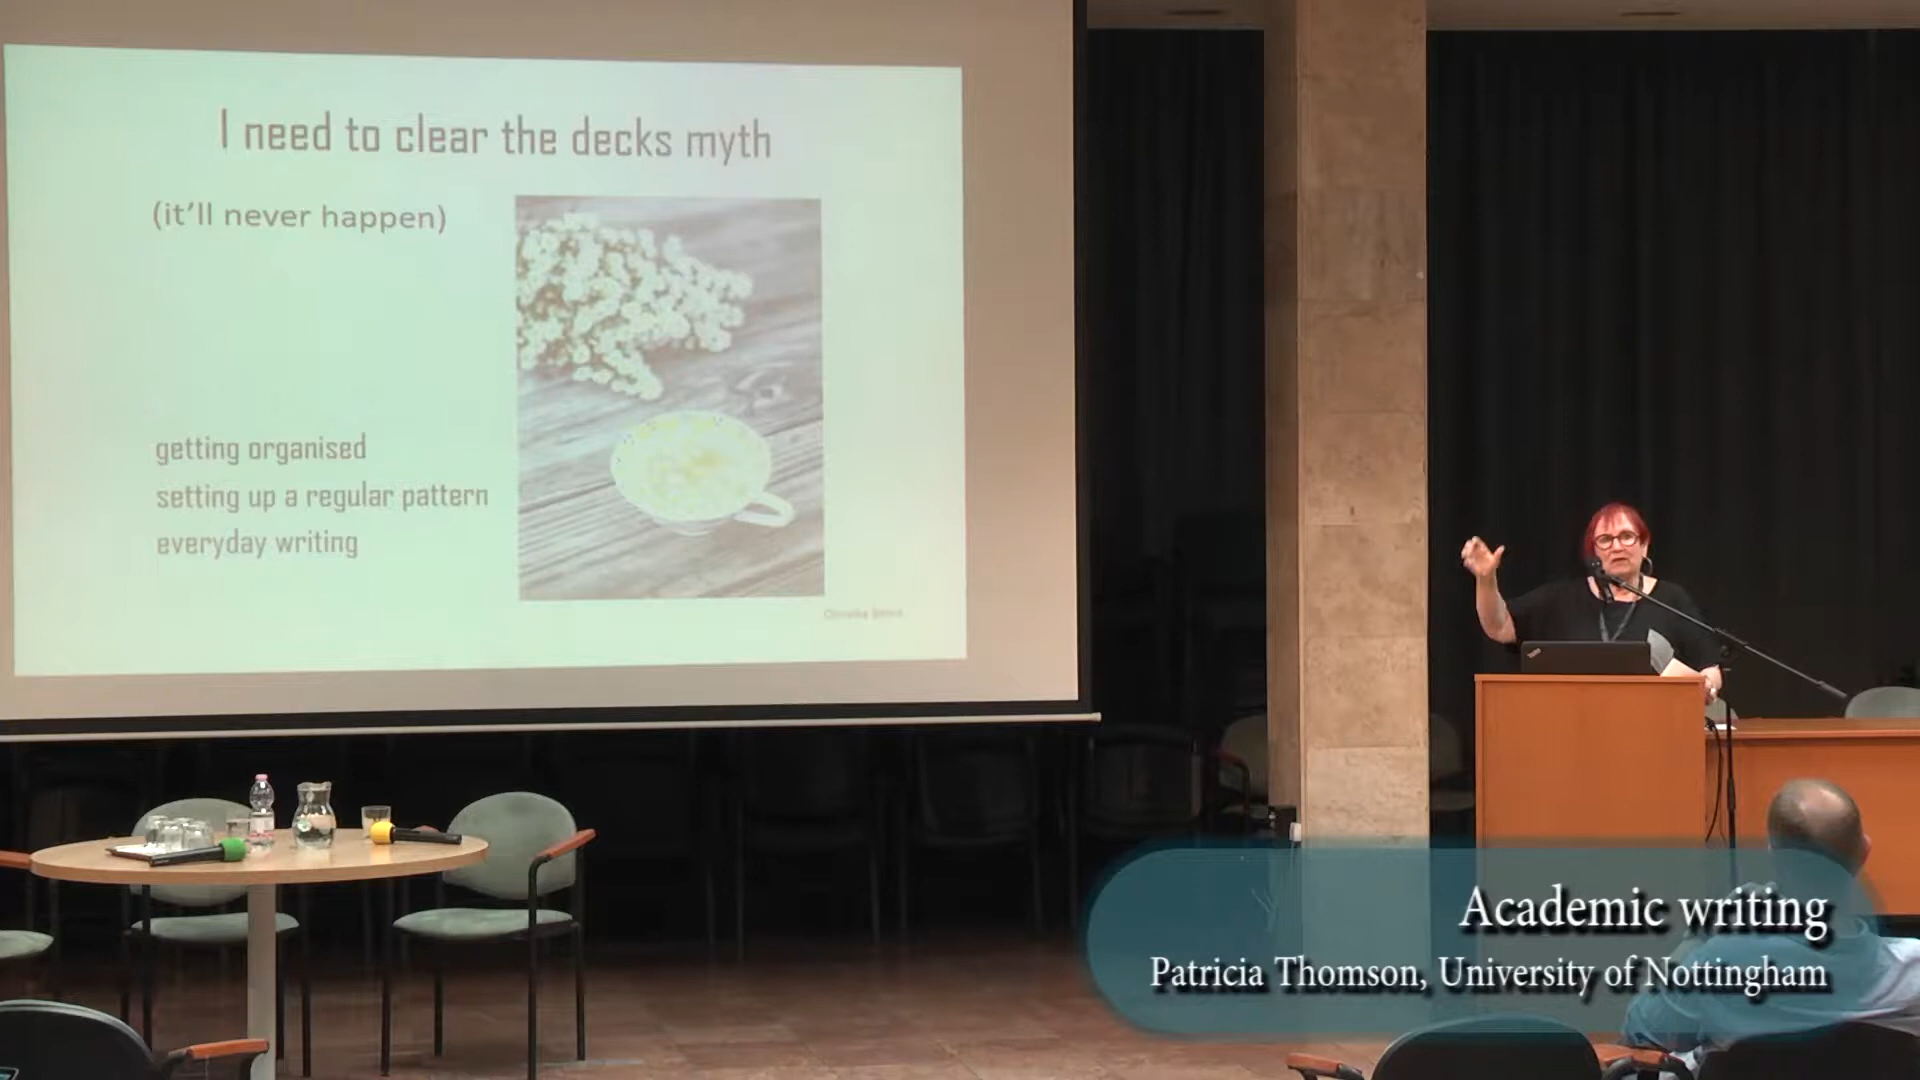 I need to clear the decks myth
(it'll never happen)
getting organised
setting up a regular pattern
everyday writing
Academic writing
Patricia Thomson, University of Nottingham